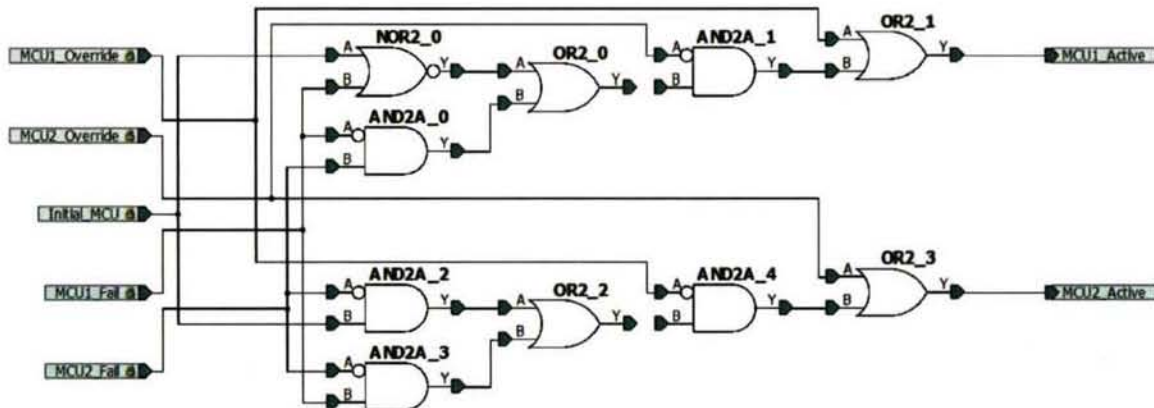 NOR2_0
OR2_0
AND2A_1
OR2_1
MCU1_Override
A
B
Y
A
B
Y
A
B
Y
A
B
Y
MCU1_Active
AND2A_0
A
B
Y
MCU2_Override
Initial_MCU
MCU1_Fail
AND2A_2
OR2_2
AND2A_4
OR2_3
A
B
Y
A
B
Y
A
B
Y
A
B
Y
MCU2_Active
MCU2_Fail
AND2A_3
A
B
Y